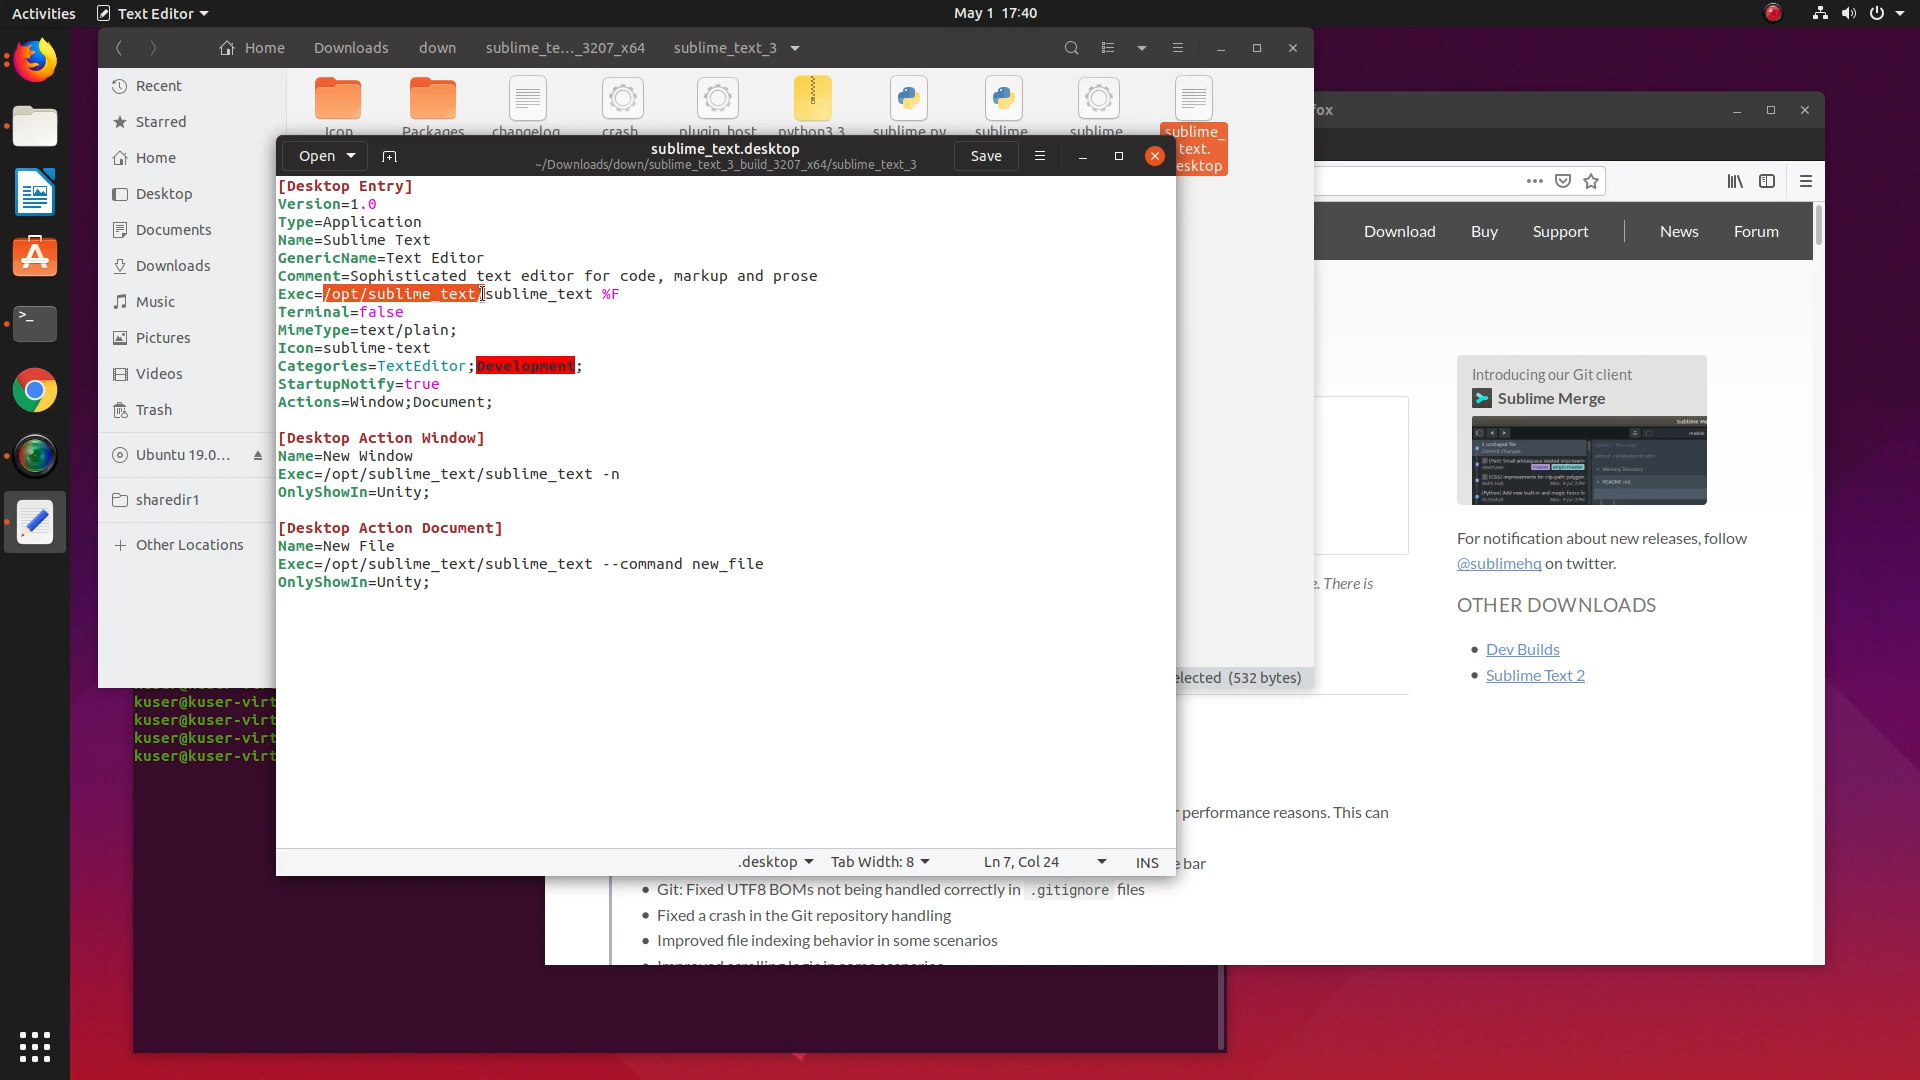 Activities
Text Editor
May 1 17:40
Home
Downloads
down
sublime_te..._3207_x64
sublime_text_3
Recent
Starred
Home
Desktop
Documents
Downloads
Music
Pictures
Videos
Trash
Ubuntu 19.0...
sharedir1
Other Locations
Icon
Packages
changelog
crash
plugin_host
python3.3
sublime.py
sublime_
sublime_
sublime_
text.
esktop
elected (532 bytes)
Open
sublime_text.desktop
~/Downloads/down/sublime_text_3_build_3207_x64/sublime_text_3
Save
[Desktop Entry]
Version=1.0
Type=Application
Name=Sublime Text
GenericName=Text Editor
Comment=Sophisticated text editor for code, markup and prose
Exec=/opt/sublime_text/sublime_text %F
Terminal=false
MimeType=text/plain;
Icon=sublime-text
Categories=TextEditor;Development;
StartupNotify=true
Actions=Window;Document;
[Desktop Action Window]
Name=New Window
Exec=/opt/sublime_text/sublime_text -n
OnlyShowIn=Unity;
[Desktop Action Document]
Name=New File
Exec=/opt/sublime_text/sublime_text --command new_file
OnlyShowIn=Unity;
.desktop
Tab Width: 8
Ln 7, Col 24
INS
kuser@kuser-virt
kuser@kuser-virt
kuser@kuser-virt
kuser@kuser-virt
fox
Download
Buy
Support
News
Forum
Introducing our Git client
Sublime Merge
For notification about new releases, follow
@sublimehq on twitter.
OTHER DOWNLOADS
Dev Builds
Sublime Text 2
e. There is
r performance reasons. This can
e bar
Git: Fixed UTF8 BOMs not being handled correctly in .gitignore files
Fixed a crash in the Git repository handling
Improved file indexing behavior in some scenarios
Improved scrolling logic in some scenarios